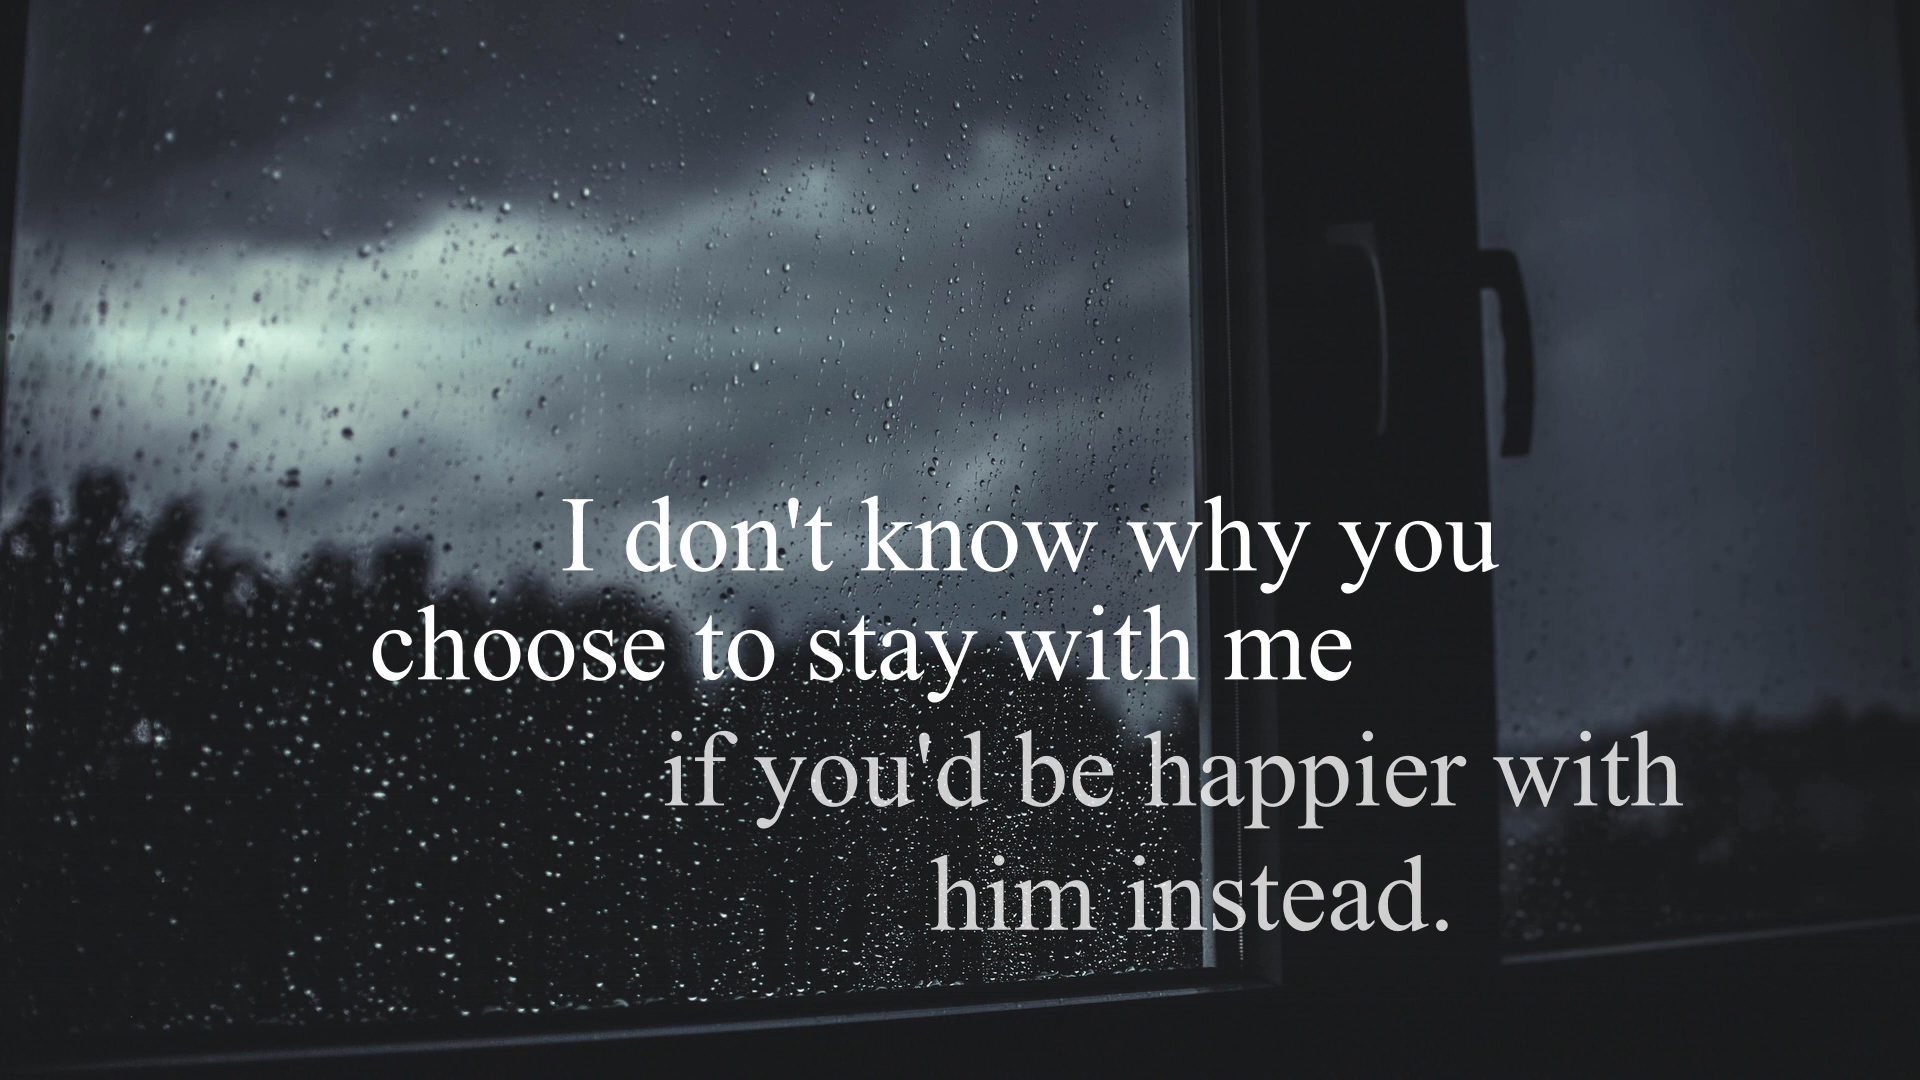 I don't know why you
choose to stay with me
if you'd be happier with
him instead.